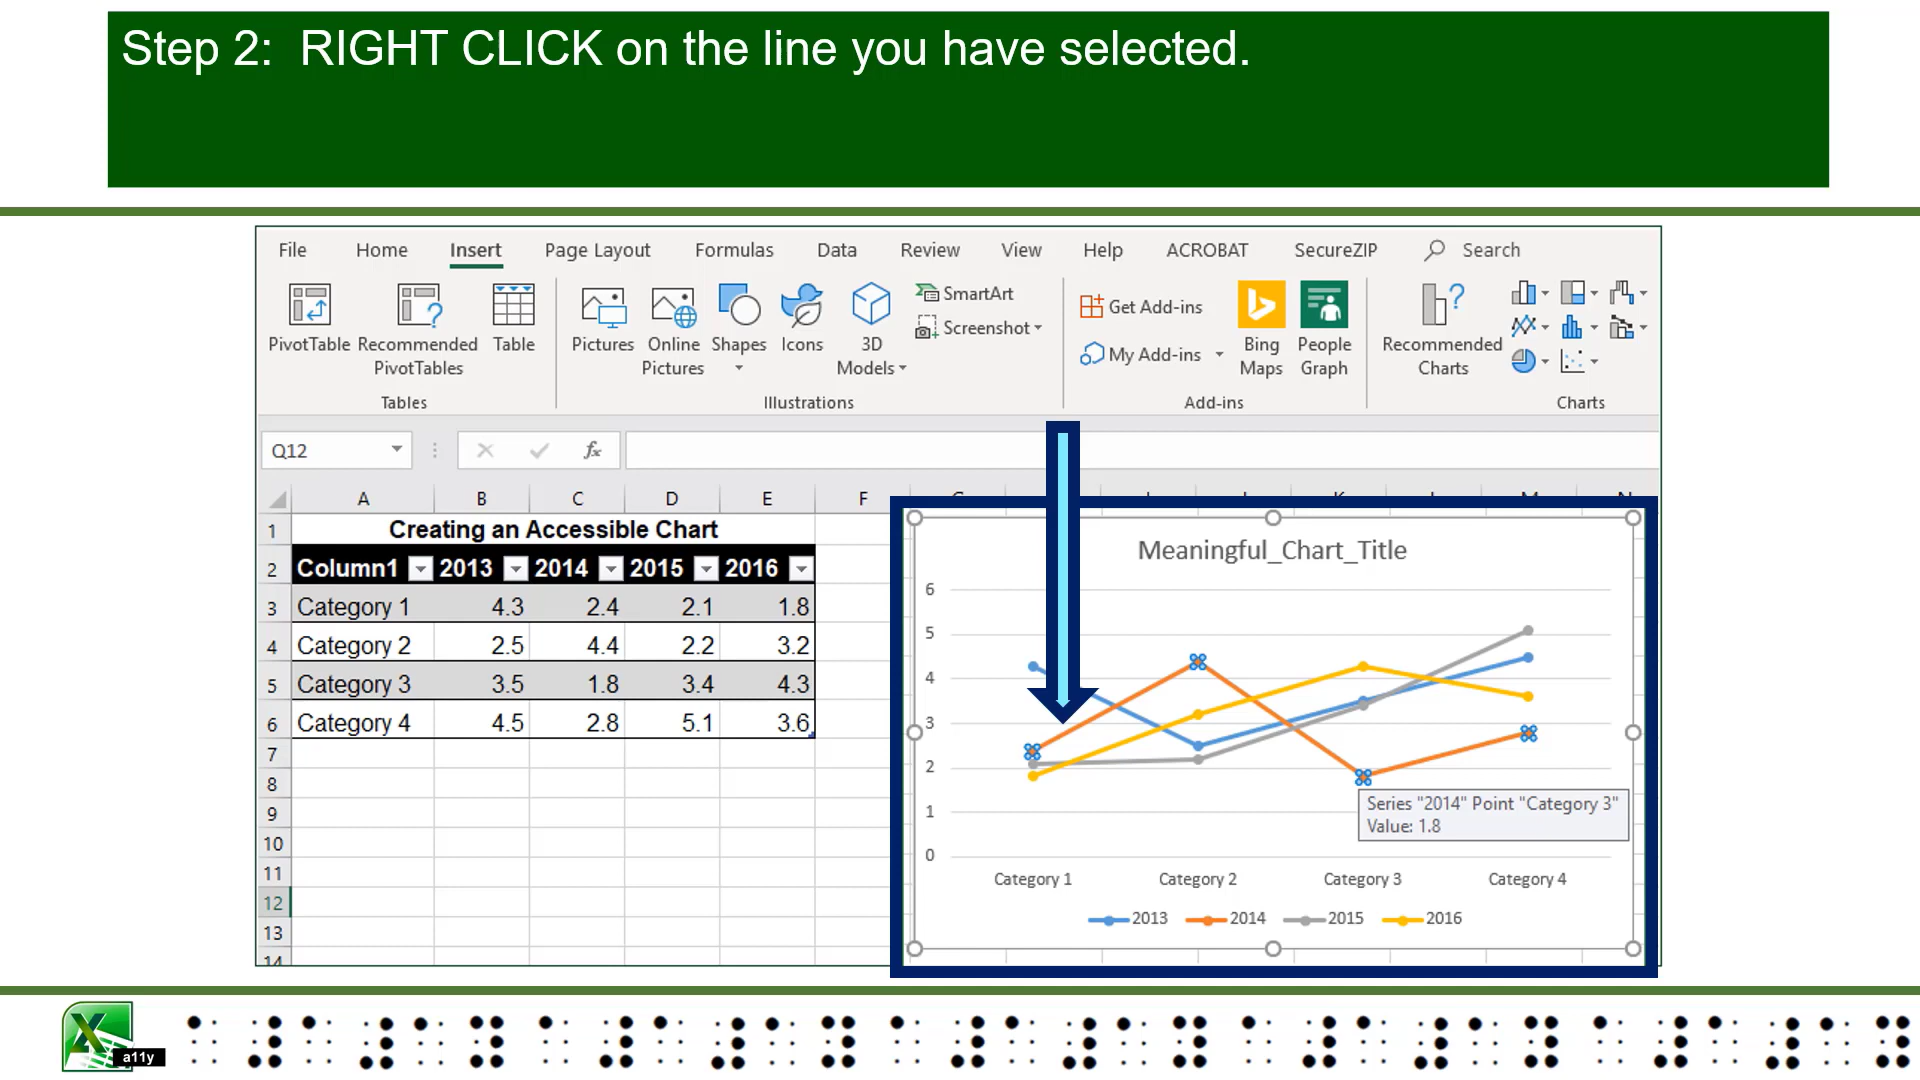 Step 2:  RIGHT CLICK on the line you have selected.
File Home Insert Page Layout Formulas Data Review View Help ACROBAT SecureZIP Search
PivotTable Recommended PivotTables Table
Pictures Online Pictures Shapes Icons 3D Models SmartArt Screenshot
Get Add-ins My Add-ins Bing Maps People Graph
Recommended Charts
Tables Illustrations Add-ins Charts
Q12 fx
A B C D E F
1 Creating an Accessible Chart
2 Column1 2013 2014 2015 2016
3 Category 1 4.3 2.4 2.1 1.8
4 Category 2 2.5 4.4 2.2 3.2
5 Category 3 3.5 1.8 3.4 4.3
6 Category 4 4.5 2.8 5.1 3.6
7
8
9
10
11
12
13
14
Meaningful_Chart_Title
6
5
4
3
2
1
0
Series "2014" Point "Category 3"
Value: 1.8
Category 1 Category 2 Category 3 Category 4
2013 2014 2015 2016
a11y